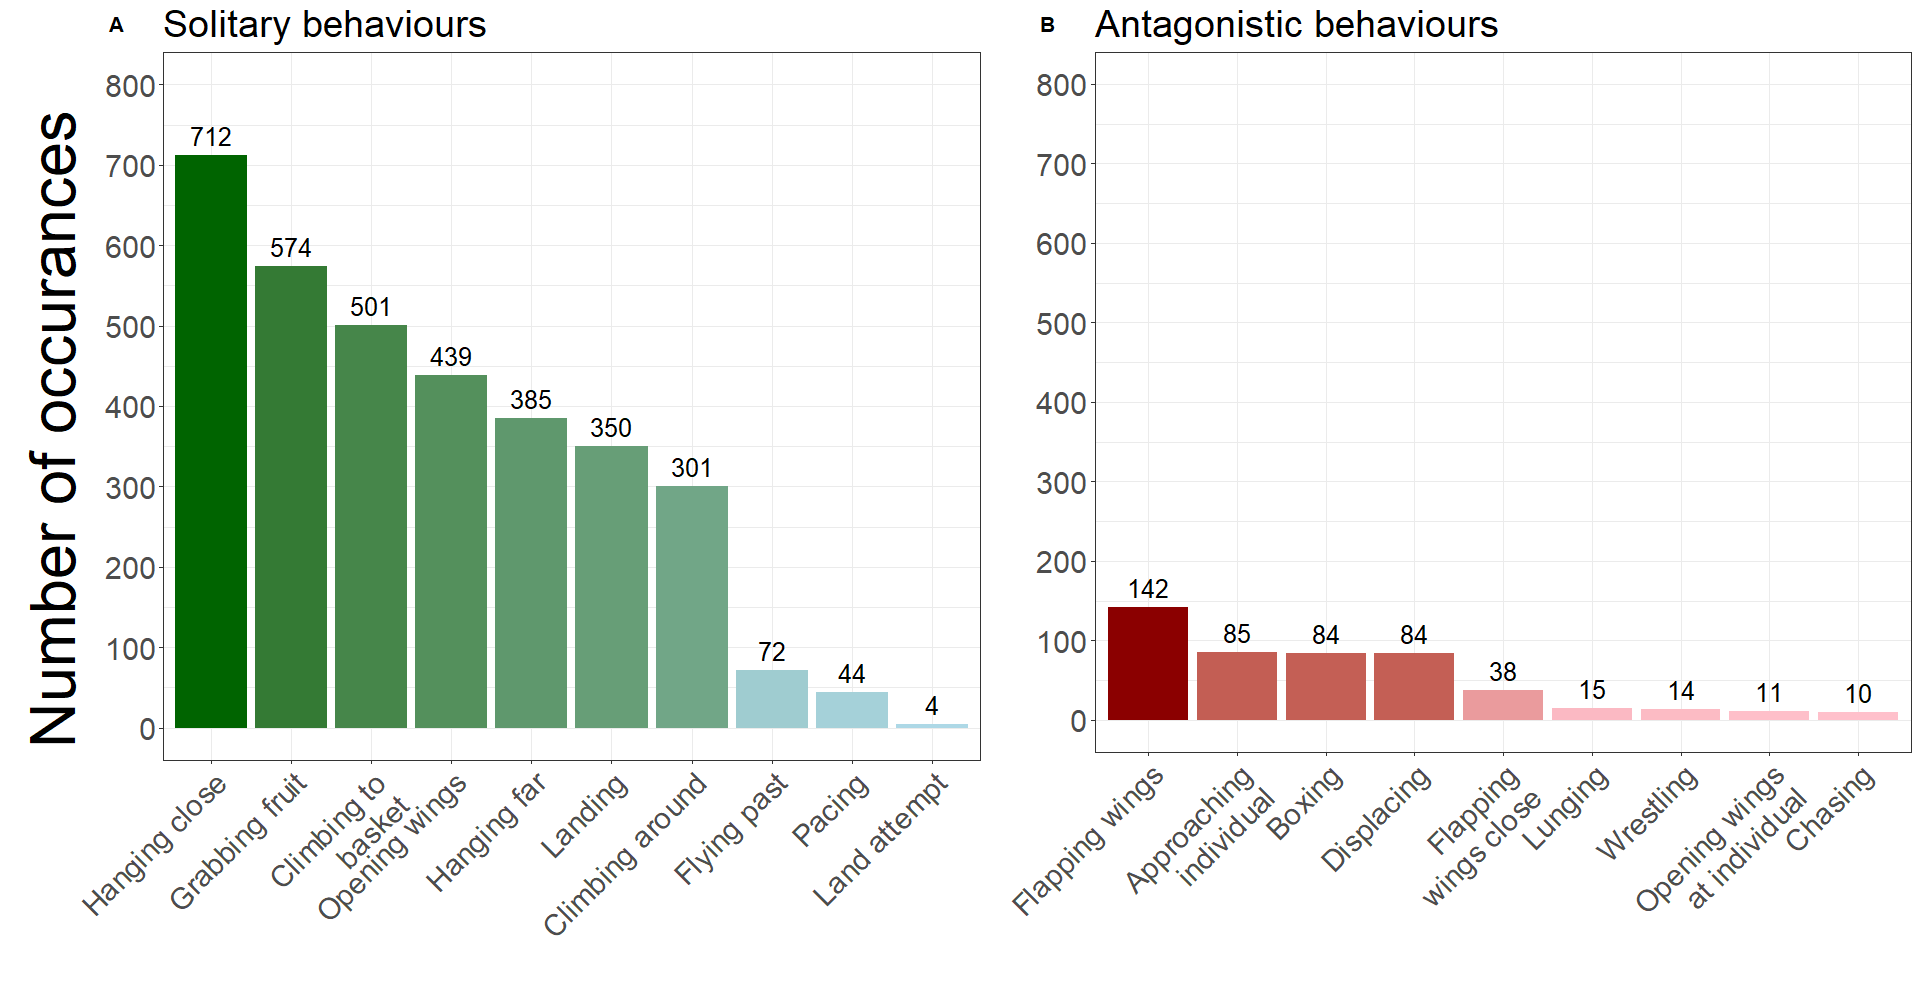 A Solitary behaviours
Number of occurances
800
700
600
500
400
300
200
100
0
712
574
501
439
385
350
301
72
44
4
Hanging close
Grabbing fruit
Climbing to
basket
Opening wings
Hanging far
Landing
Climbing around
Flying past
Pacing
Land attempt
B Antagonistic behaviours
800
700
600
500
400
300
200
100
0
142
85
84
84
38
15
14
11
10
Flapping wings
Approaching
individual
Boxing
Displacing
Flapping
wings close
Lunging
Wrestling
Opening wings
at individual
Chasing